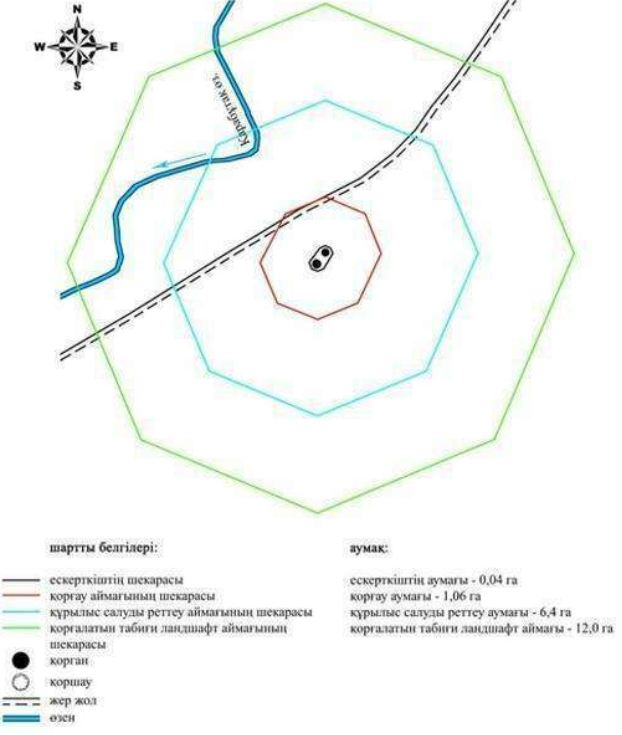 N
W E
S
Қарабұтақ өз.
шартты белгілері:
ескерткіштің шекарасы
қорғау аймағының шекарасы
құрылыс салуды реттеу аймағының шекарасы
қорғалатын табиғи ландшафт аймағының
шекарасы
қорған
қоршау
жер жол
өзен
аумақ:
ескерткіштің аумағы - 0,04 га
қорғау аумағы - 1,06 га
құрылыс салуды реттеу аумағы - 6,4 га
қорғалатын табиғи ландшафт аймағы - 12,0 га